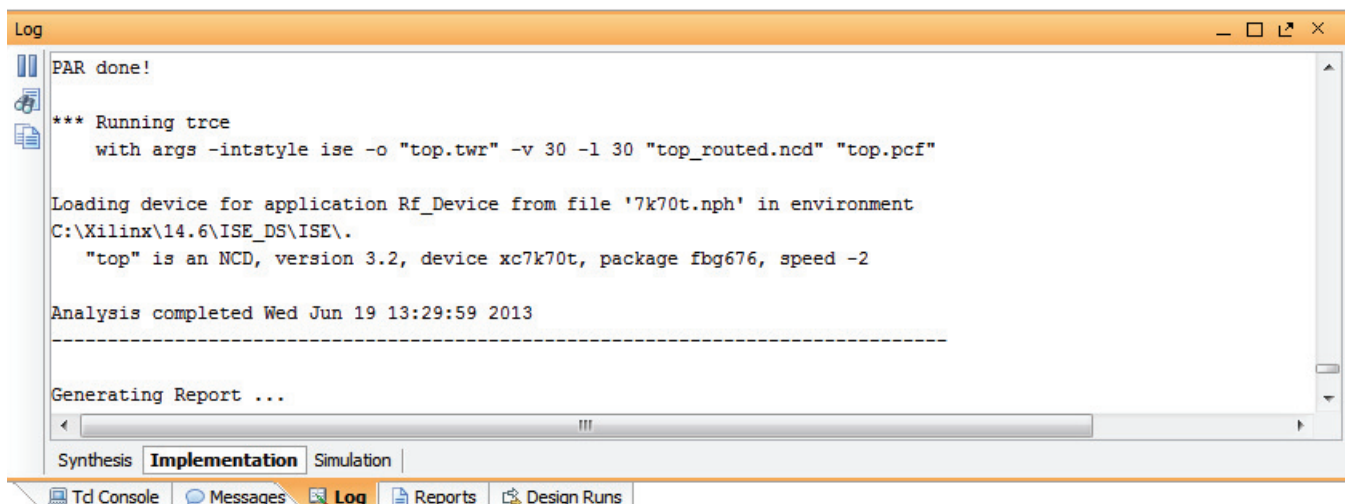 Log
PAR done!
*** Running trce
with args -intstyle ise -o "top.twr" -v 30 -l 30 "top_routed.ncd" "top.pcf"
Loading device for application Rf_Device from file '7k70t.nph' in environment
C:\Xilinx\14.6\ISE_DS\ISE\.
"top" is an NCD, version 3.2, device xc7k70t, package fbg676, speed -2
Analysis completed Wed Jun 19 13:29:59 2013
--------------------------------------------------------------------------------
Generating Report ...
Synthesis Implementation Simulation
Tcl Console Messages Log Reports Design Runs